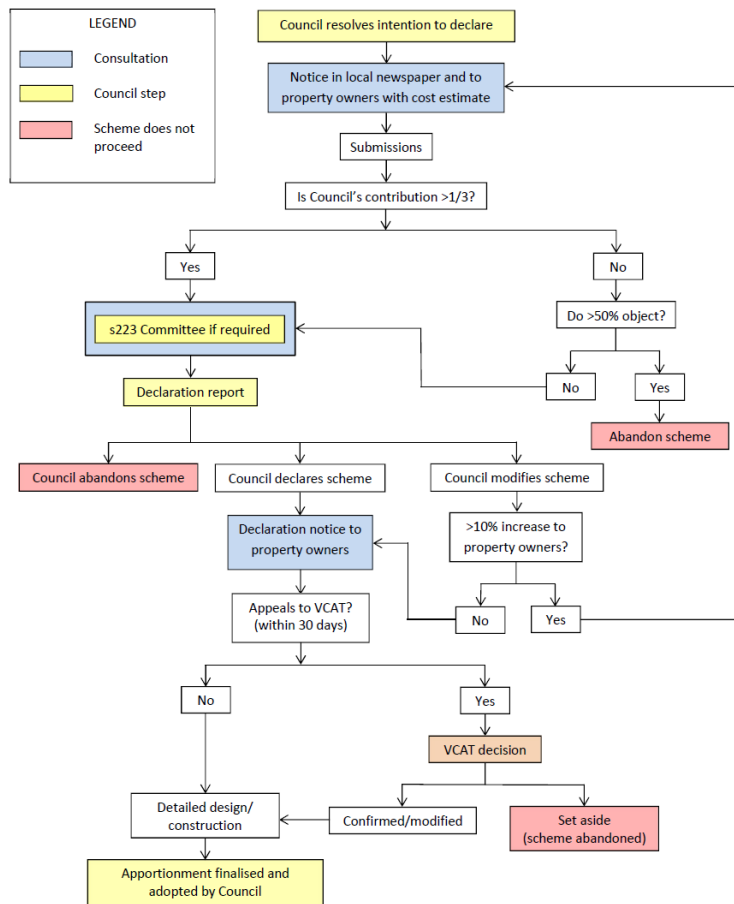 LEGEND
Consultation
Council step
Scheme does not
proceed
Council resolves intention to declare
Notice in local newspaper and to
property owners with cost estimate
Submissions
Is Council’s contribution >1/3?
Yes
No
s223 Committee if required
Do >50% object?
No
Yes
Declaration report
Abandon scheme
Council abandons scheme
Council declares scheme
Council modifies scheme
Declaration notice to
property owners
>10% increase to
property owners?
Appeals to VCAT?
(within 30 days)
No
Yes
No
Yes
VCAT decision
Detailed design/
construction
Confirmed/modified
Set aside
(scheme abandoned)
Apportionment finalised and
adopted by Council